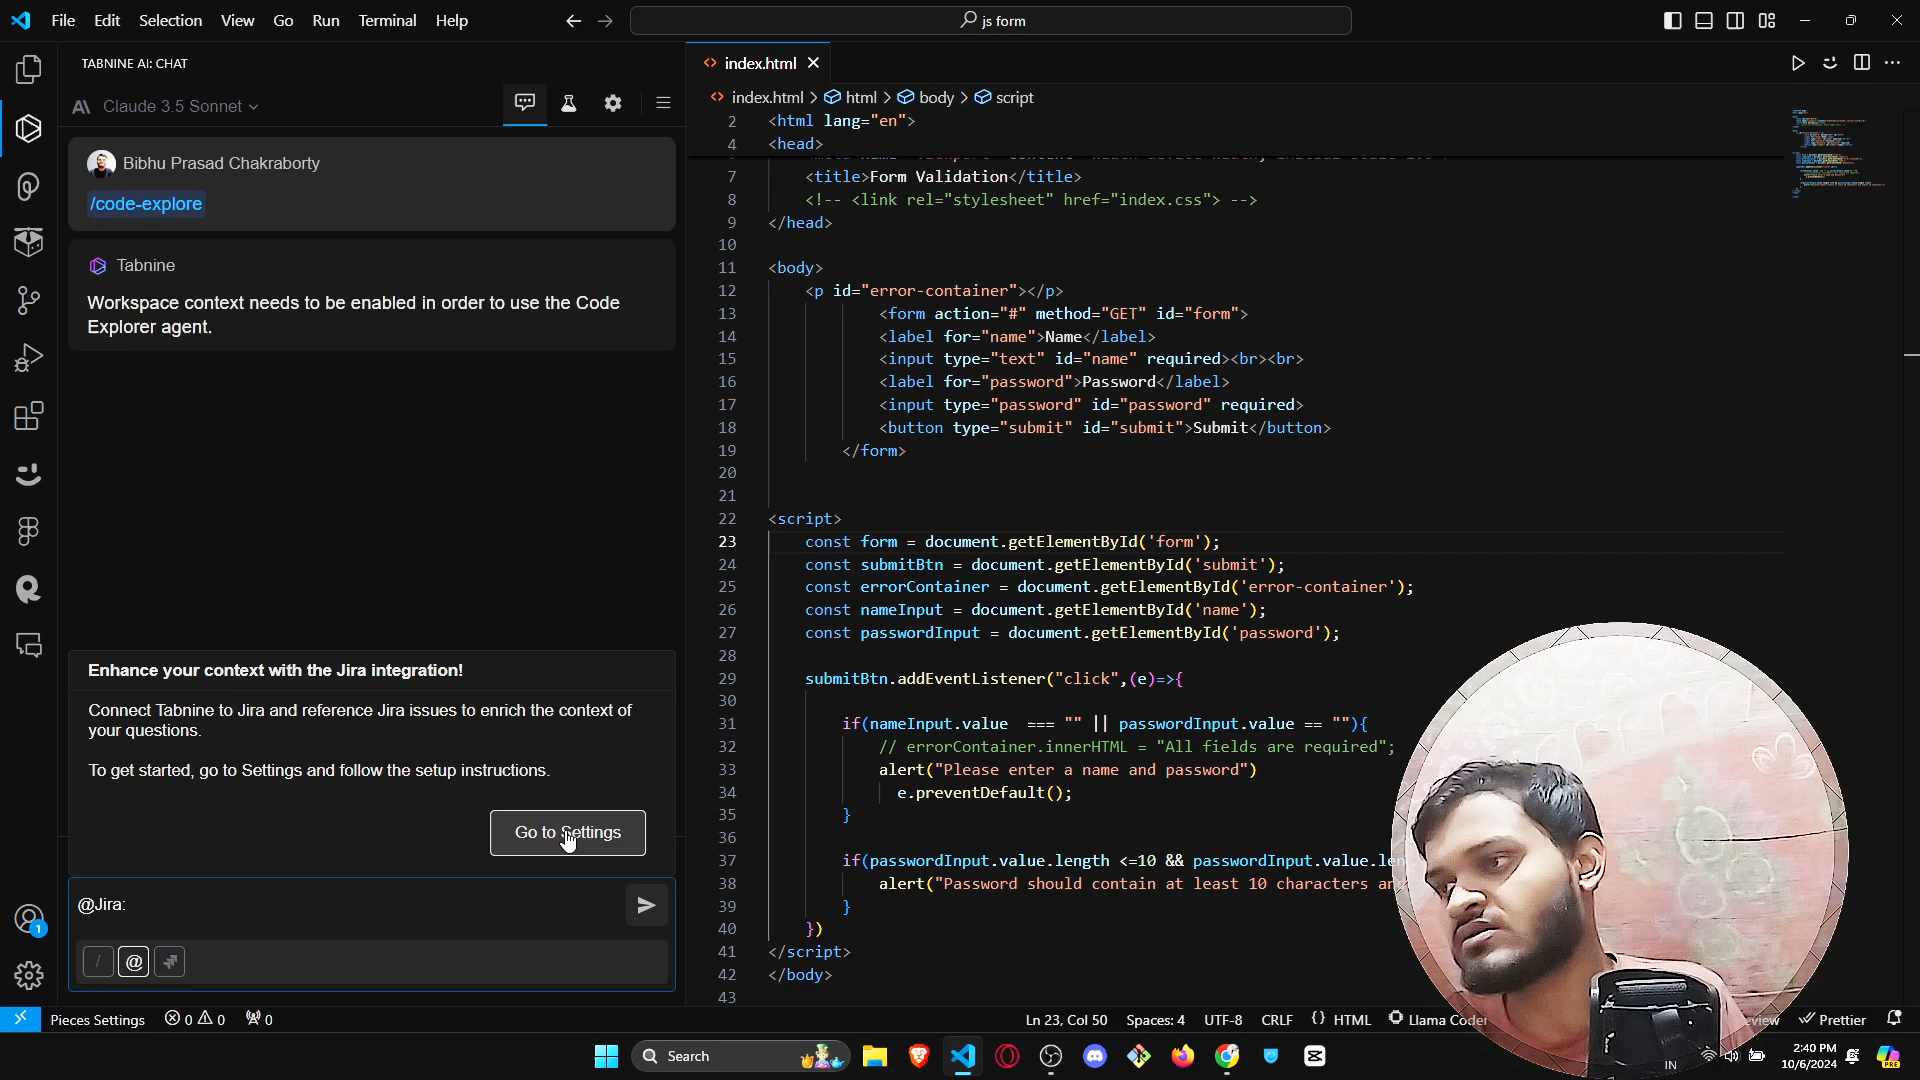 File Edit Selection View Go Run Terminal Help
js form
TABNINE AI: CHAT
Claude 3.5 Sonnet
Bibhu Prasad Chakraborty
/code-explore
Tabnine
Workspace context needs to be enabled in order to use the Code
Explorer agent.
Enhance your context with the Jira integration!
Connect Tabnine to Jira and reference Jira issues to enrich the context of
your questions.
To get started, go to Settings and follow the setup instructions.
Go to Settings
@Jira:
/ @
1
index.html
index.html > html > body > script
2 <html lang="en">
4 <head>
7 <title>Form Validation</title>
8 <!-- <link rel="stylesheet" href="index.css"> -->
9 </head>
10
11 <body>
12 <p id="error-container"></p>
13 <form action="#" method="GET" id="form">
14 <label for="name">Name</label>
15 <input type="text" id="name" required><br><br>
16 <label for="password">Password</label>
17 <input type="password" id="password" required>
18 <button type="submit" id="submit">Submit</button>
19 </form>
20
21
22 <script>
23 const form = document.getElementById('form');
24 const submitBtn = document.getElementById('submit');
25 const errorContainer = document.getElementById('error-container');
26 const nameInput = document.getElementById('name');
27 const passwordInput = document.getElementById('password');
28
29 submitBtn.addEventListener("click",(e)=>{
30
31 if(nameInput.value === "" || passwordInput.value == ""){
32 // errorContainer.innerHTML = "All fields are required";
33 alert("Please enter a name and password")
34 e.preventDefault();
35 }
36
37 if(passwordInput.value.length <=10 && passwordInput.value.len
38 alert("Password should contain at least 10 characters an
39 }
40 })
41 </script>
42 </body>
43
Pieces Settings 0 0 0
Ln 23, Col 50 Spaces: 4 UTF-8 CRLF {} HTML Llama Coder Prettier
Search
IN
2:40 PM
10/6/2024
PRE